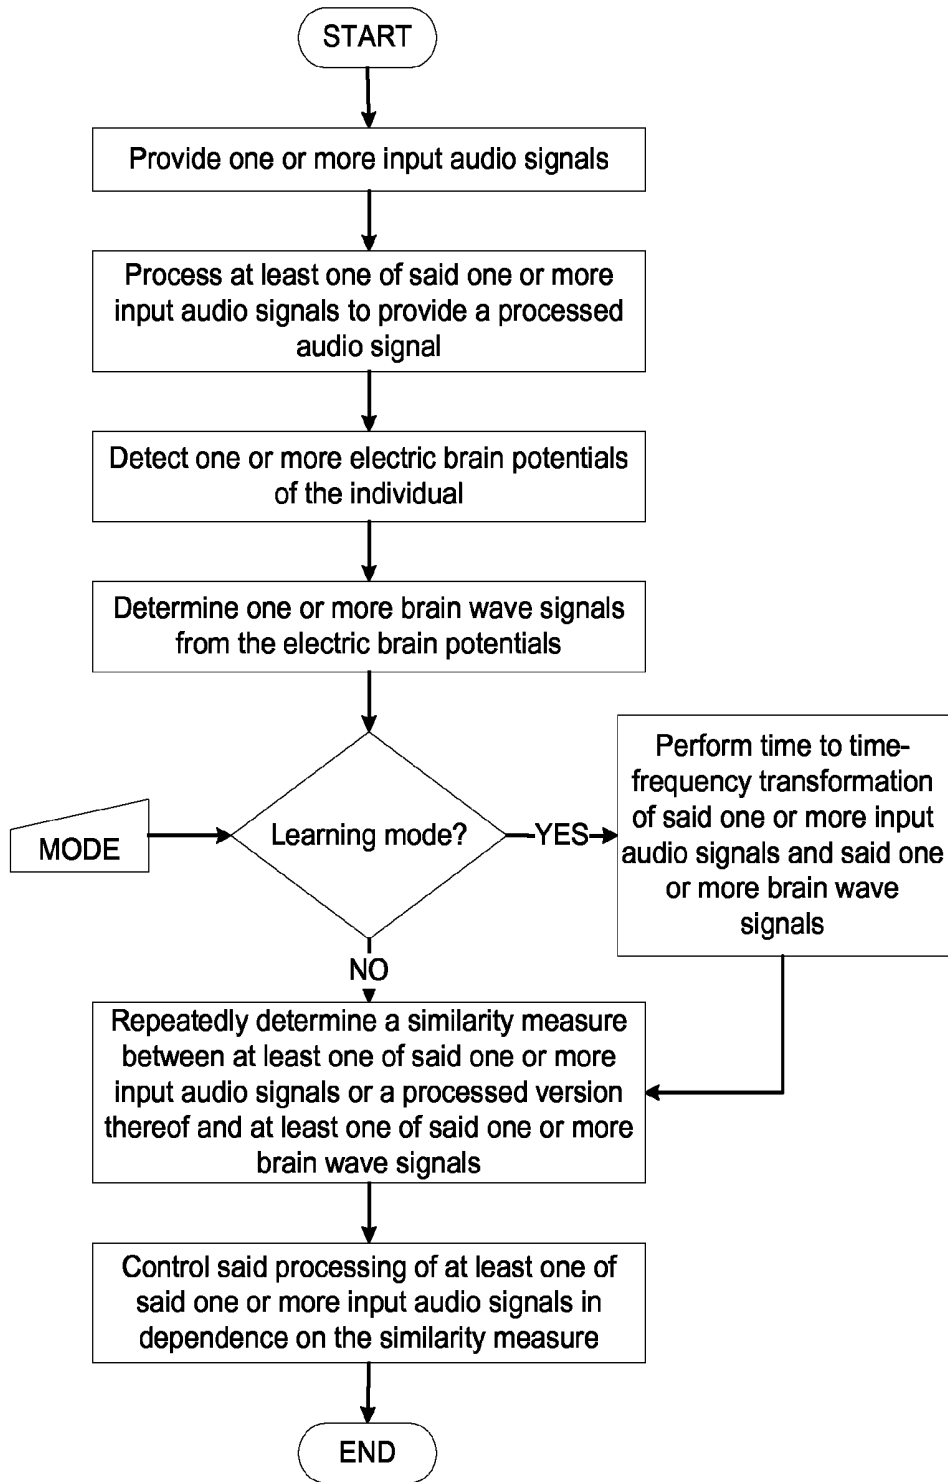 START
Provide one or more input audio signals
Process at least one of said one or more
input audio signals to provide a processed
audio signal
Detect one or more electric brain potentials
of the individual
Determine one or more brain wave signals
from the electric brain potentials
MODE
Learning mode?
YES
Perform time to time-
frequency transformation
of said one or more input
audio signals and said one
or more brain wave
signals
NO
Repeatedly determine a similarity measure
between at least one of said one or more
input audio signals or a processed version
thereof and at least one of said one or more
brain wave signals
Control said processing of at least one of
said one or more input audio signals in
dependence on the similarity measure
END